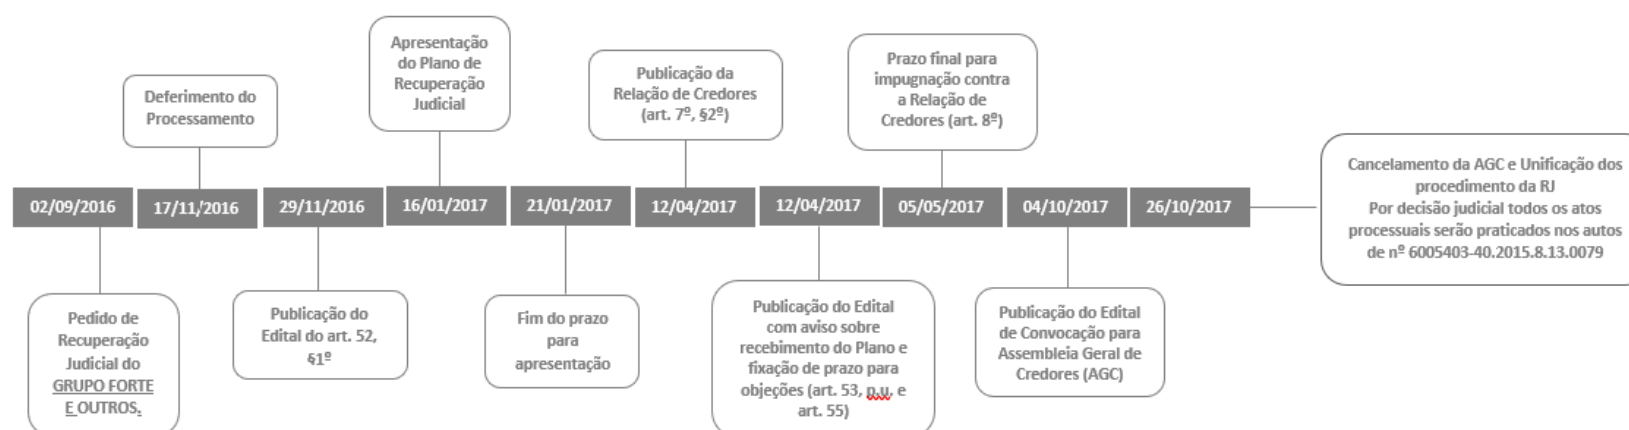 Apresentação
do Plano de
Recuperação
Judicial
Deferimento do
Processamento
Publicação da
Relação de Credores
(art. 7º, §2º)
Prazo final para
impugnação contra
a Relação de
Credores (art. 8º)
02/09/2016 17/11/2016 29/11/2016 16/01/2017 21/01/2017 12/04/2017 12/04/2017 05/05/2017 04/10/2017 26/10/2017
Cancelamento da AGC e Unificação dos
procedimento da RJ
Por decisão judicial todos os atos
processuais serão praticados nos autos
de nº 6005403-40.2015.8.13.0079
Pedido de
Recuperação
Judicial do
GRUPO FORTE
E OUTROS.
Publicação do
Edital do art. 52,
§1º
Fim do prazo
para
apresentação
Publicação do Edital
com aviso sobre
recebimento do Plano e
fixação de prazo para
objeções (art. 53, p.u. e
art. 55)
Publicação do Edital
de Convocação para
Assembleia Geral de
Credores (AGC)